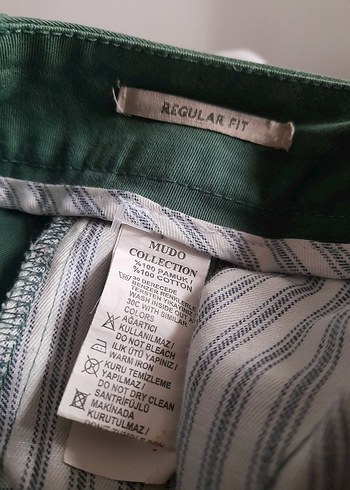 REGULAR FIT
MUDO
COLLECTION
%100 PAMUK /
%100 COTTON
30 DERECEDE
BENZER RENKLERLE
TERSTEN YIKAYINIZ
WASH INSIDE OUT
30C WITH SIMILAR
COLORS
AĞARTICI
KULLANILMAZ /
DO NOT BLEACH
ILIK ÜTÜ YAPINIZ /
WARM IRON
KURU TEMİZLEME
YAPILMAZ /
DO NOT DRY CLEAN
SANTRİFÜJLÜ
MAKİNADA
KURUTULMAZ /